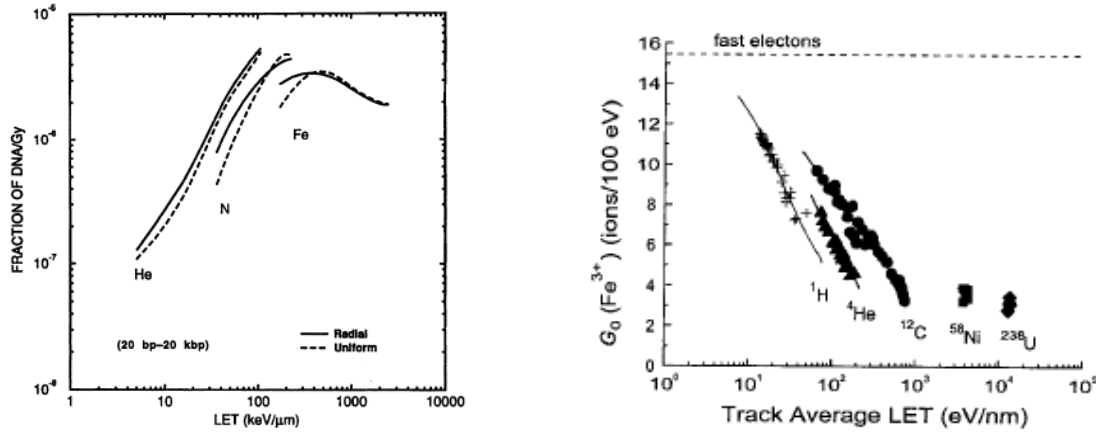 10⁻⁵
10⁻⁶
10⁻⁷
10⁻⁸
FRACTION OF DNA/Gy
He
N
Fe
Radial
Uniform
(20 bp–20 kbp)
1 10 100 1000 10000
LET (keV/μm)
fast electons
16
14
12
10
8
6
4
2
0
G₀ (Fe³⁺) (ions/100 eV)
¹H
⁴He
¹²C
⁵⁸Ni
²³⁸U
10⁰ 10¹ 10² 10³ 10⁴ 10⁵
Track Average LET (eV/nm)